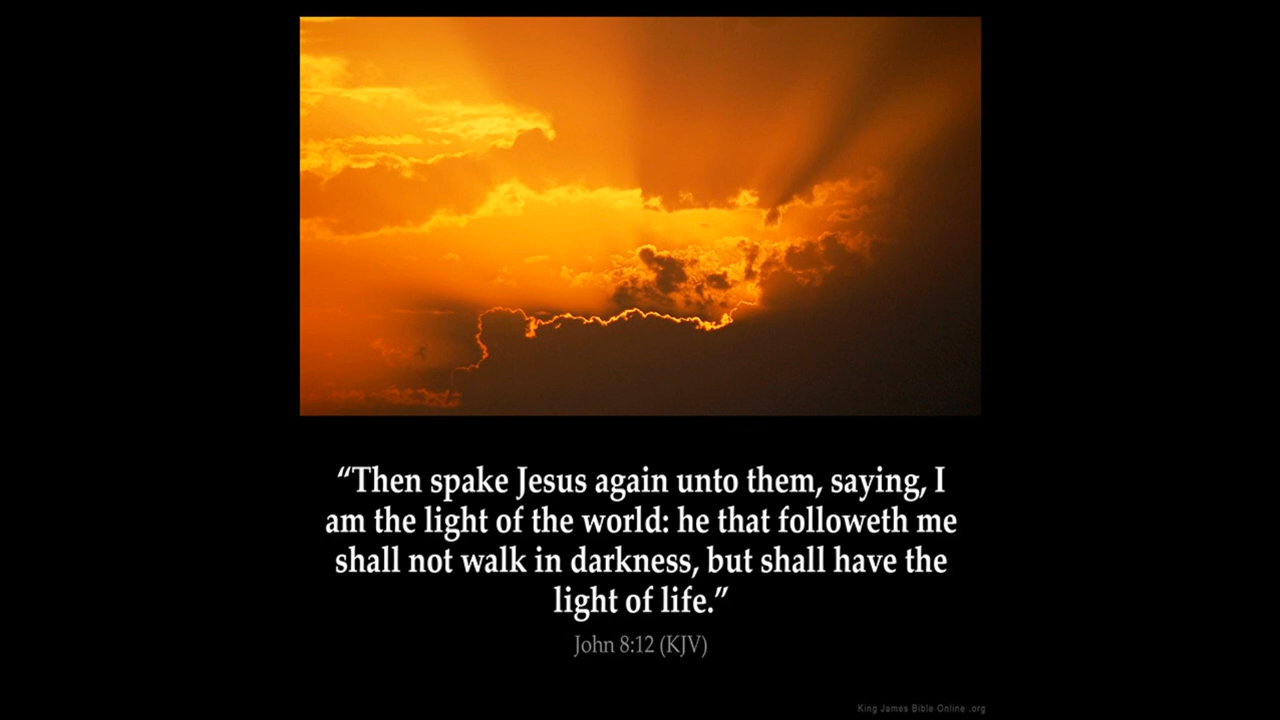 “Then spake Jesus again unto them, saying, I
am the light of the world: he that followeth me
shall not walk in darkness, but shall have the
light of life.”
John 8:12 (KJV)
King James Bible Online .org